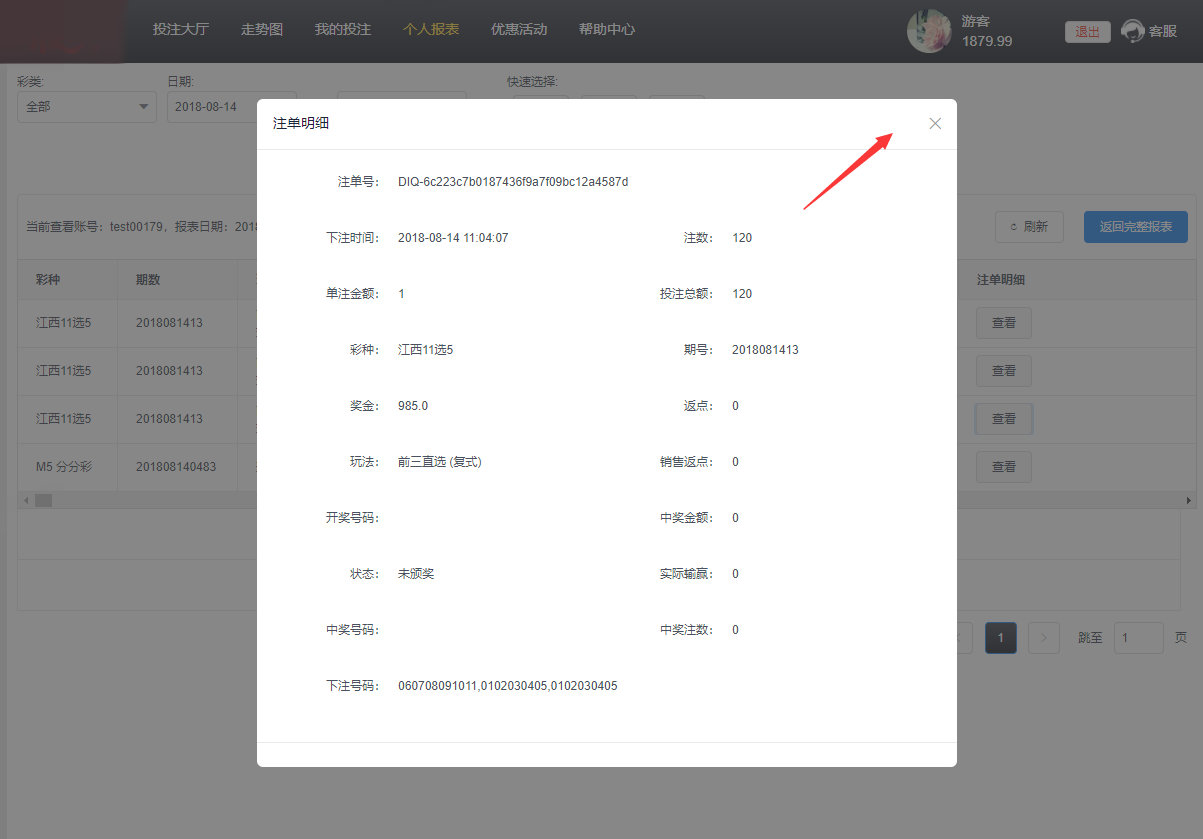 投注大厅 走势图 我的投注 个人报表 优惠活动 帮助中心 游客 1879.99 退出 客服
彩类: 日期: 快速选择:
全部 2018-08-14
注单明细
注单号: DIQ-6c223c7b0187436f9a7f09bc12a4587d
当前查看账号: test00179, 报表日期: 201 刷新 返回完整报表
下注时间: 2018-08-14 11:04:07 注数: 120
彩种 期数 注单明细
单注金额: 1 投注总额: 120
江西11选5 2018081413 查看
彩种: 江西11选5 期号: 2018081413
江西11选5 2018081413 查看
奖金: 985.0 返点: 0
江西11选5 2018081413 查看
玩法: 前三直选 (复式) 销售返点: 0
M5 分分彩 201808140483 查看
开奖号码: 中奖金额: 0
状态: 未颁奖 实际输赢: 0
中奖号码: 中奖注数: 0
1 跳至 1 页
下注号码: 060708091011,0102030405,0102030405